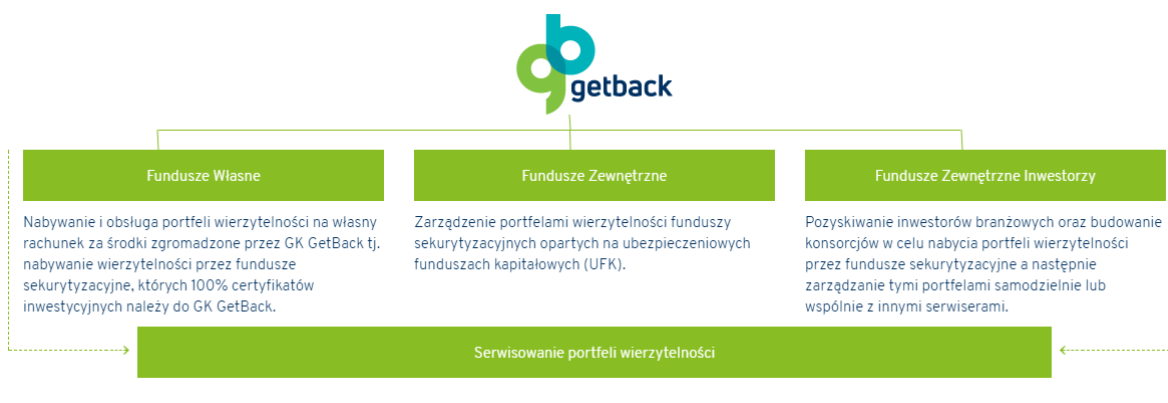 getback
Fundusze Własne
Nabywanie i obsługa portfeli wierzytelności na własny
rachunek za środki zgromadzone przez GK GetBack tj.
nabywanie wierzytelności przez fundusze
sekurytyzacyjne, których 100% certyfikatów
inwestycyjnych należy do GK GetBack.
Fundusze Zewnętrzne
Zarządzenie portfelami wierzytelności funduszy
sekurytyzacyjnych opartych na ubezpieczeniowych
funduszach kapitałowych (UFK).
Fundusze Zewnętrzne Inwestorzy
Pozyskiwanie inwestorów branżowych oraz budowanie
konsorcjów w celu nabycia portfeli wierzytelności
przez fundusze sekurytyzacyjne a następnie
zarządzanie tymi portfelami samodzielnie lub
wspólnie z innymi serwiserami.
Serwisowanie portfeli wierzytelności